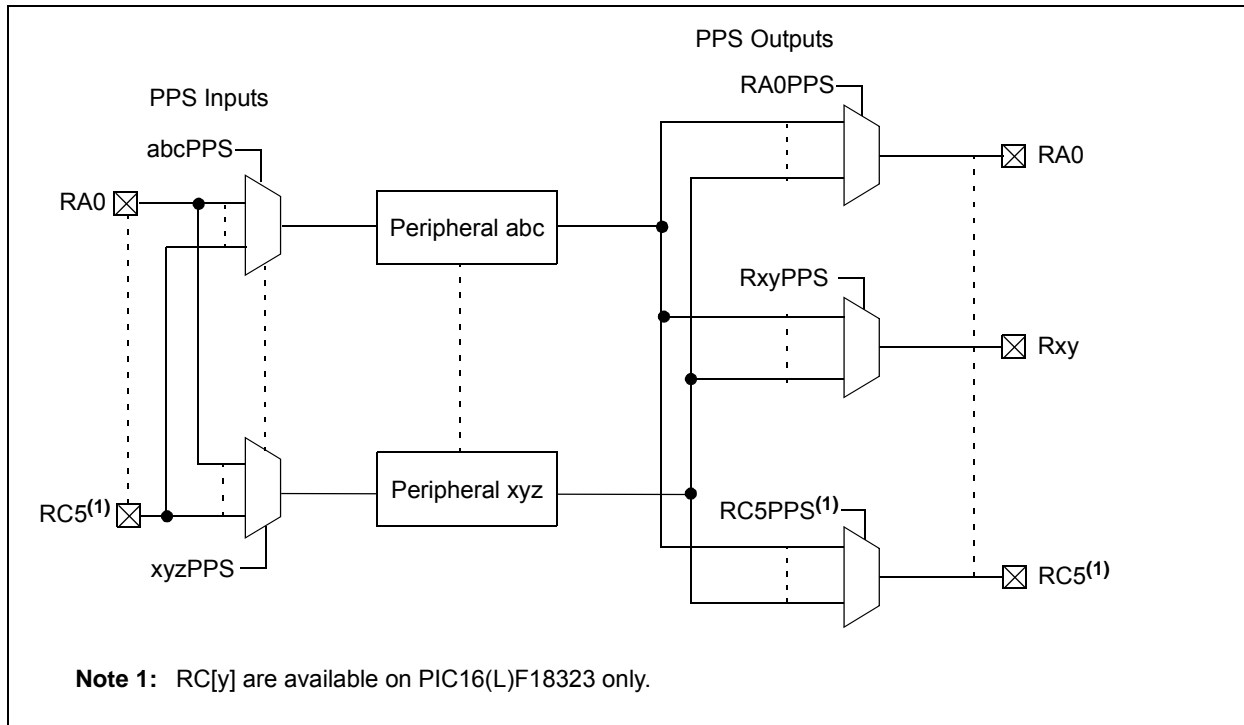 PPS Outputs
RA0PPS
PPS Inputs
abcPPS
RA0
RA0
Peripheral abc
RxyPPS
Rxy
Peripheral xyz
RC5(1)
RC5PPS(1)
xyzPPS
RC5(1)
Note 1: RC[y] are available on PIC16(L)F18323 only.